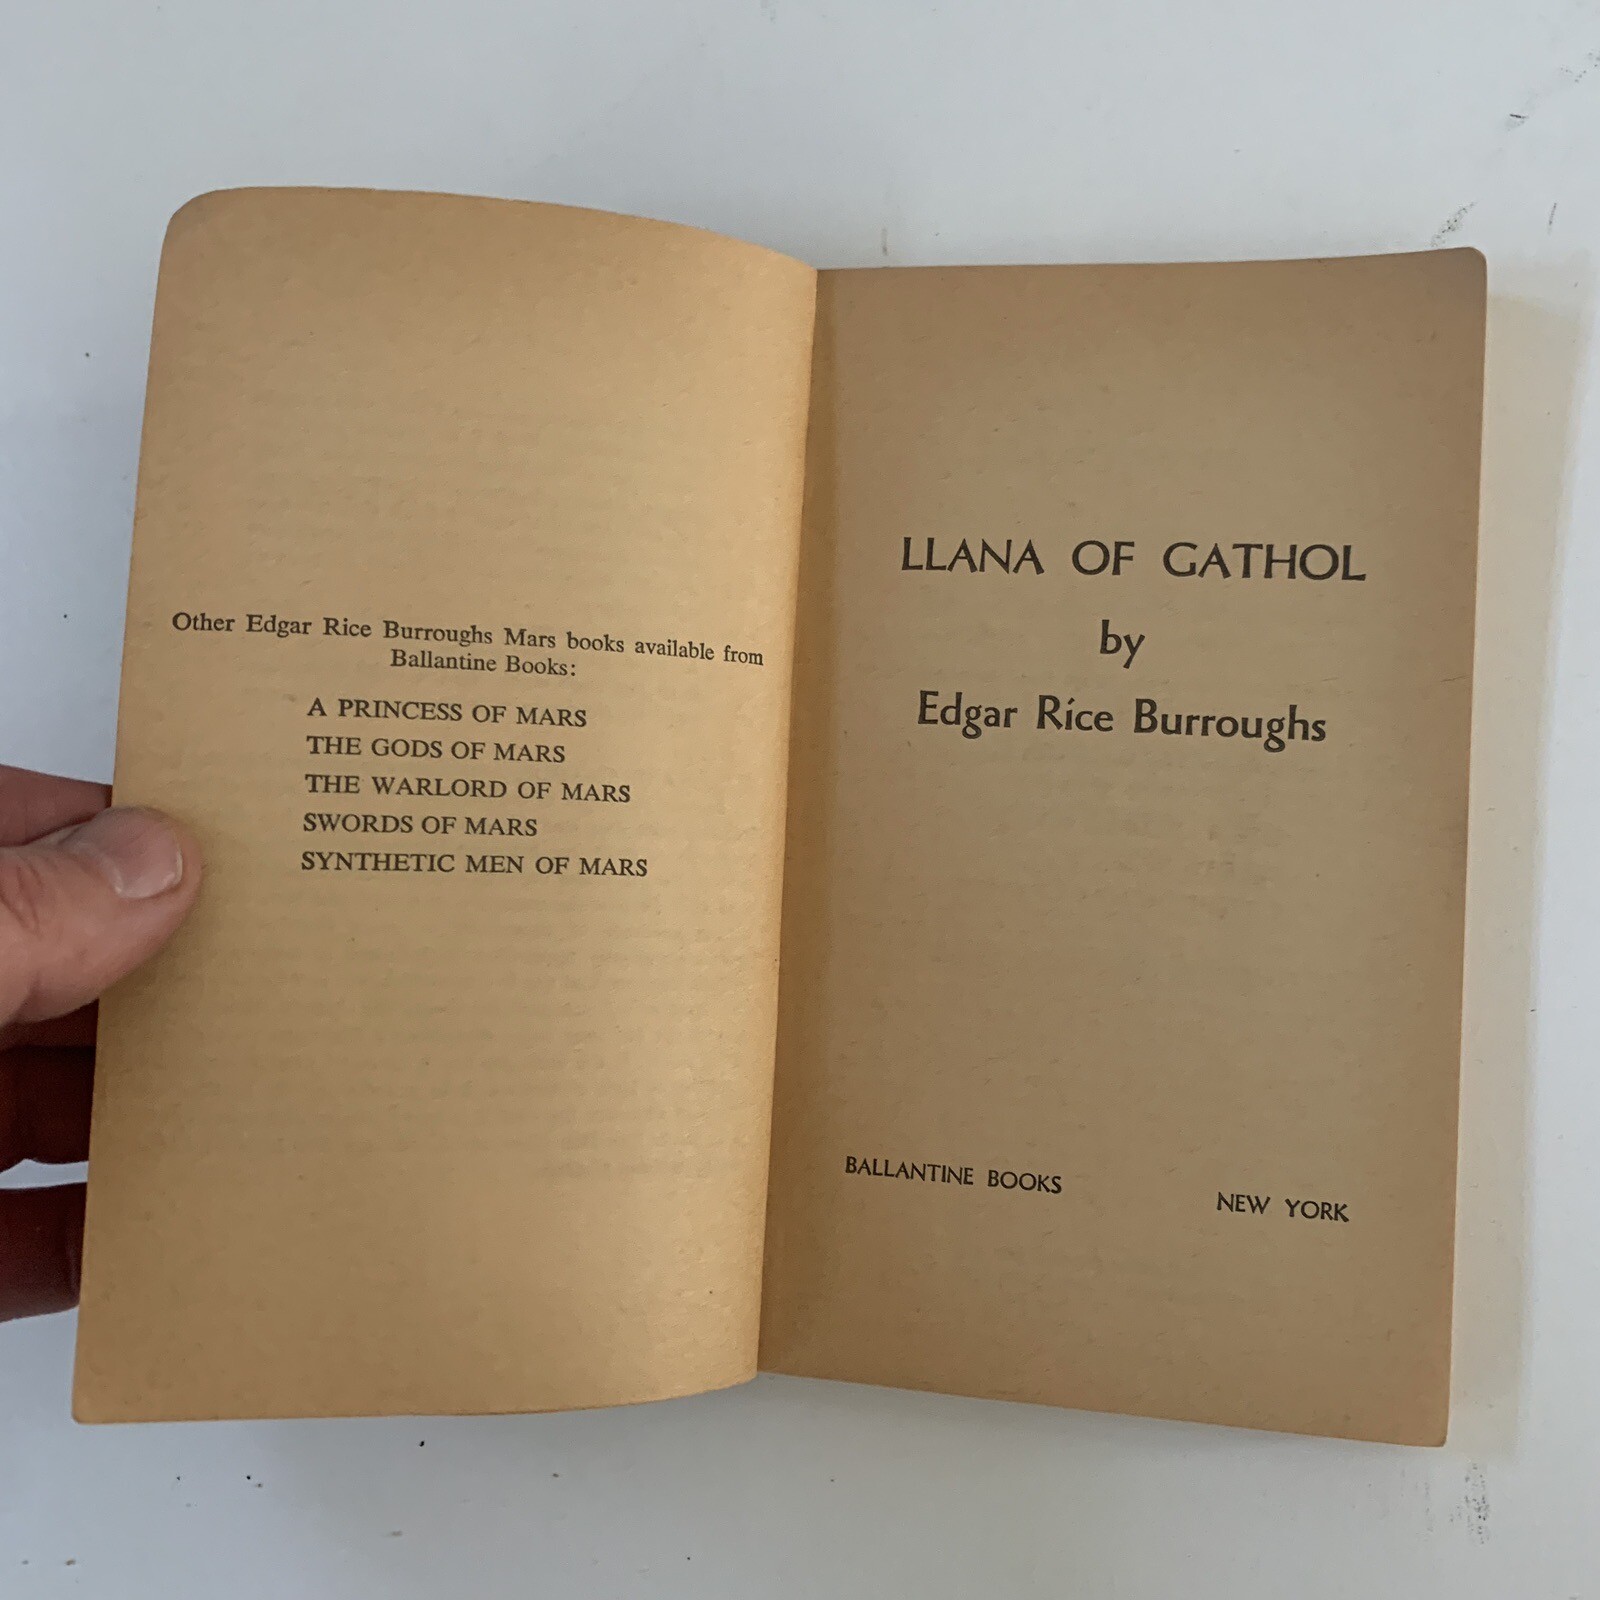 Other Edgar Rice Burroughs Mars books available from
Ballantine Books:
A PRINCESS OF MARS
THE GODS OF MARS
THE WARLORD OF MARS
SWORDS OF MARS
SYNTHETIC MEN OF MARS
LLANA OF GATHOL
by
Edgar Rice Burroughs
BALLANTINE BOOKS NEW YORK